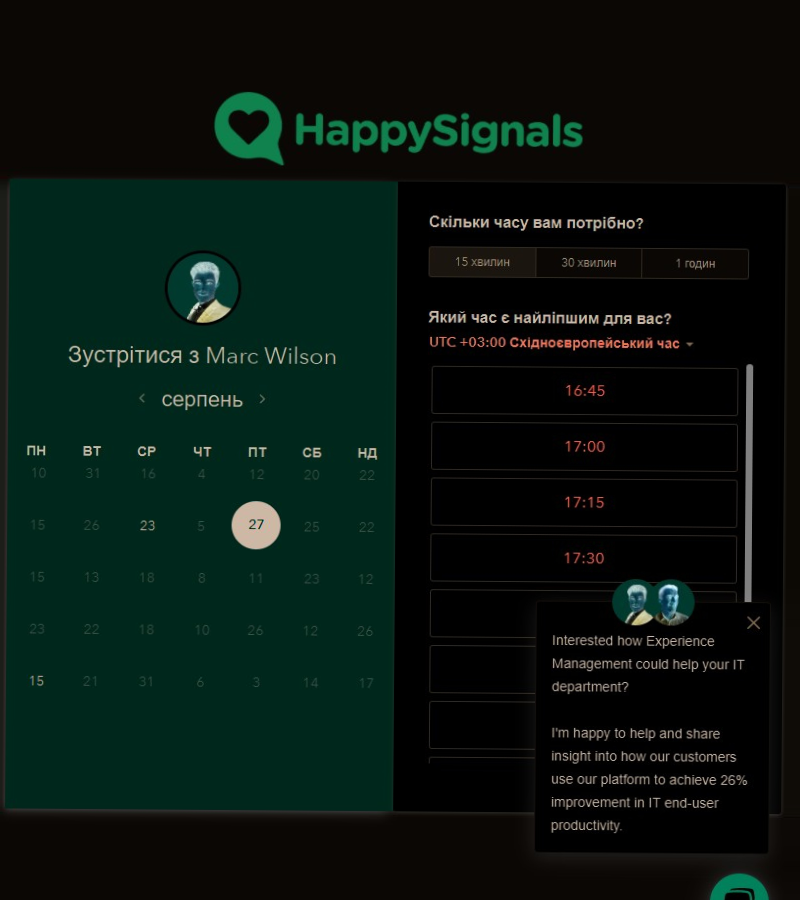 HappySignals
Зустрітися з Marc Wilson
серпень
ПН ВТ СР ЧТ ПТ СБ НД
10 31 16 4 12 20 22
15 26 23 5 27 25 22
15 13 18 8 11 23 12
23 22 18 10 26 12 26
15 21 31 6 3 14 17
Скільки часу вам потрібно?
15 хвилин 30 хвилин 1 годин
Який час є найліпшим для вас?
UTC +03:00 Східноєвропейський час
16:45
17:00
17:15
17:30
Interested how Experience
Management could help your IT
department?
I'm happy to help and share
insight into how our customers
use our platform to achieve 26%
improvement in IT end-user
productivity.